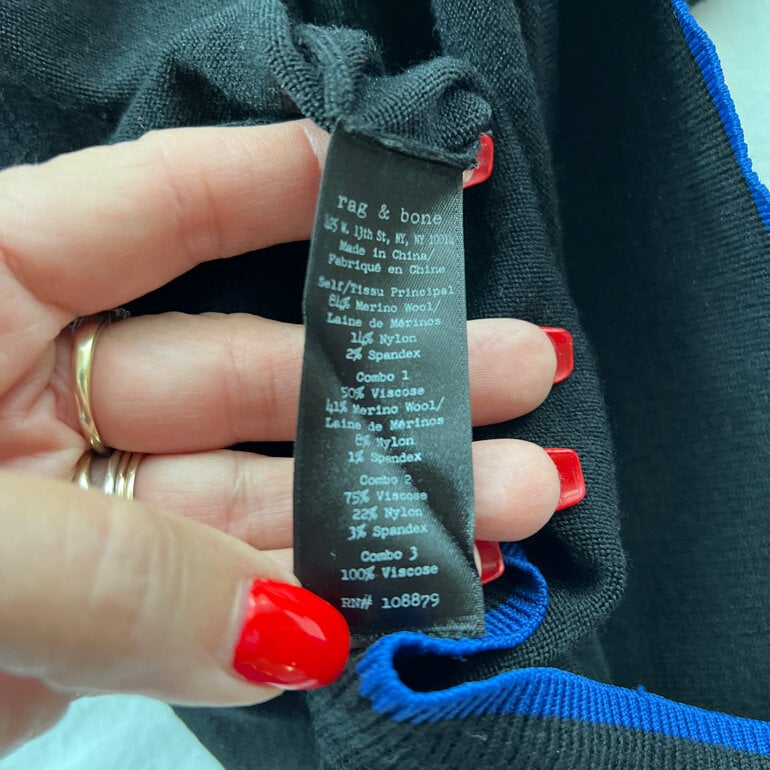 rag & bone
425 W. 13th St, NY, NY 10014
Made in China/
Fabriqué en Chine
Self/Tissu Principal
84% Merino Wool/
Laine de Mérinos
14% Nylon
2% Spandex
Combo 1
50% Viscose
41% Merino Wool/
Laine de Mérinos
8% Nylon
1% Spandex
Combo 2
75% Viscose
22% Nylon
3% Spandex
Combo 3
100% Viscose
RN# 108879